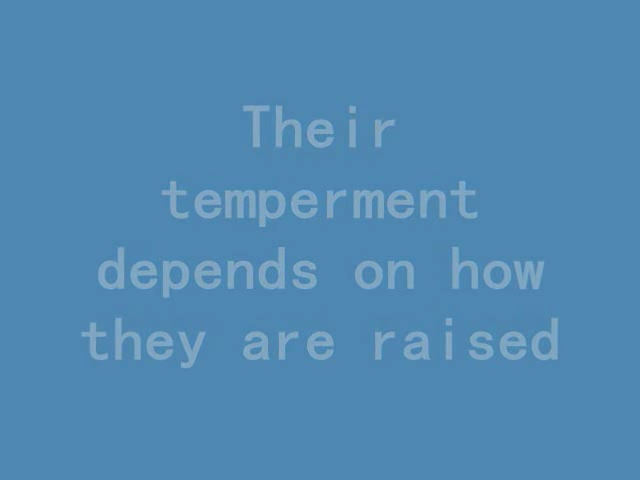 Their
temperment
depends on how
they are raised